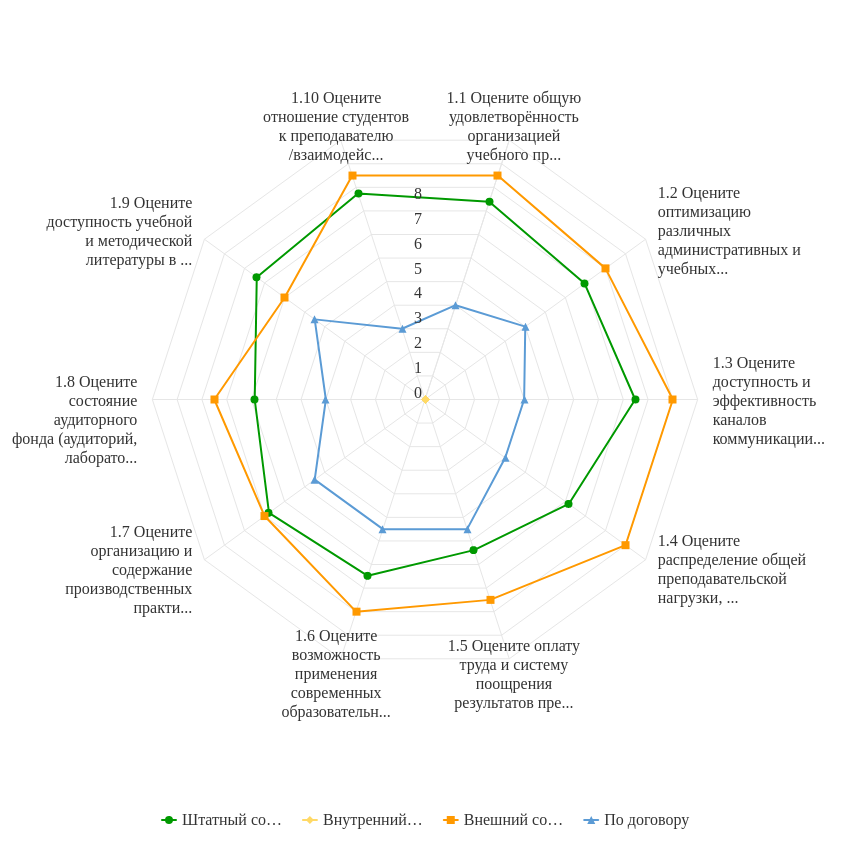 1.10 Оцените
отношение студентов
к преподавателю
/взаимодейс...
1.1 Оцените общую
удовлетворённость
организацией
учебного пр...
1.2 Оцените
оптимизацию
различных
административных и
учебных...
1.3 Оцените
доступность и
эффективность
каналов
коммуникации...
1.4 Оцените
распределение общей
преподавательской
нагрузки, ...
1.5 Оцените оплату
труда и систему
поощрения
результатов пре...
1.6 Оцените
возможность
применения
современных
образовательн...
1.7 Оцените
организацию и
содержание
производственных
практи...
1.8 Оцените
состояние
аудиторного
фонда (аудиторий,
лаборато...
1.9 Оцените
доступность учебной
и методической
литературы в ...
8
7
6
5
4
3
2
1
0
Штатный со… Внутренний… Внешний со… По договору